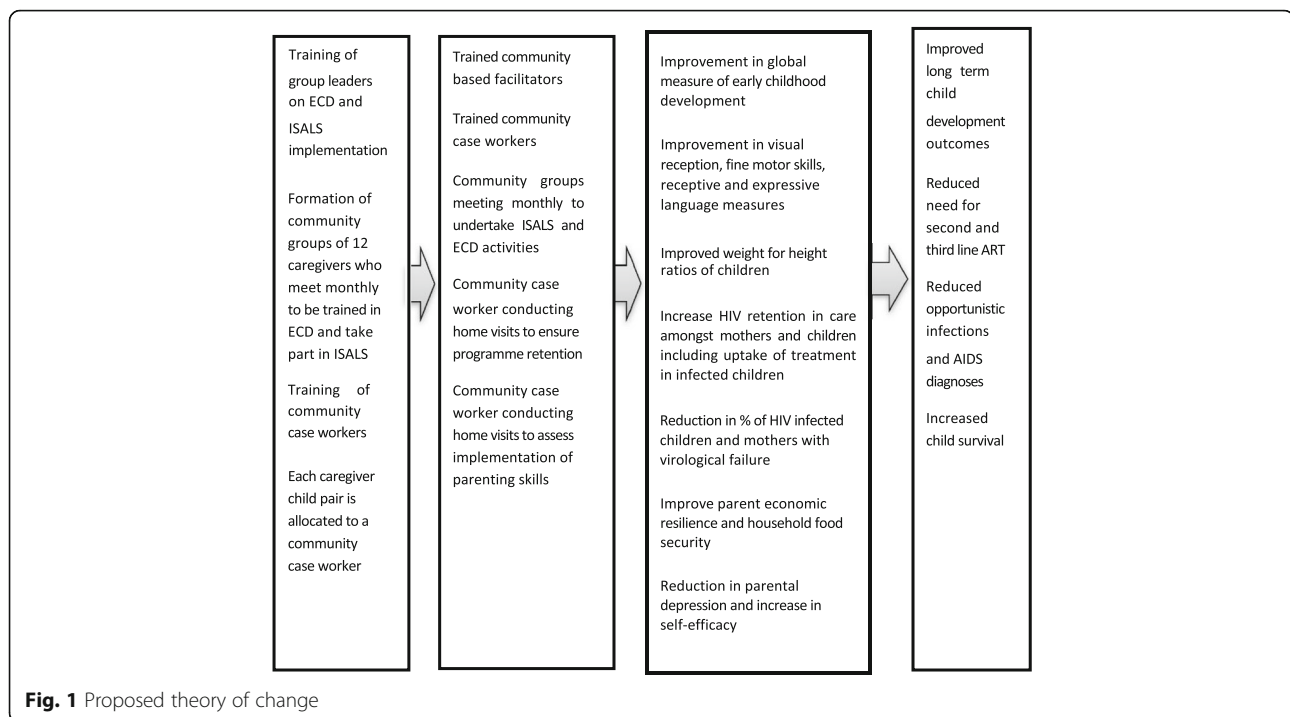 Training of
group leaders
on ECD and
ISALS
implementation
Formation of
community
groups of 12
caregivers who
meet monthly
to be trained in
ECD and take
part in ISALS
Training of
community
case workers
Each caregiver
child pair is
allocated to a
community
case worker
Trained community
based facilitators
Trained community
case workers
Community groups
meeting monthly to
undertake ISALS and
ECD activities
Community case
worker conducting
home visits to ensure
programme retention
Community case
worker conducting
home visits to assess
implementation of
parenting skills
Improvement in global
measure of early childhood
development
Improvement in visual
reception, fine motor skills,
receptive and expressive
language measures
Improved weight for height
ratios of children
Increase HIV retention in care
amongst mothers and children
including uptake of treatment
in infected children
Reduction in % of HIV infected
children and mothers with
virological failure
Improve parent economic
resilience and household food
security
Reduction in parental
depression and increase in
self-efficacy
Improved
long term
child
development
outcomes
Reduced
need for
second and
third line ART
Reduced
opportunistic
infections
and AIDS
diagnoses
Increased
child survival
Fig. 1 Proposed theory of change